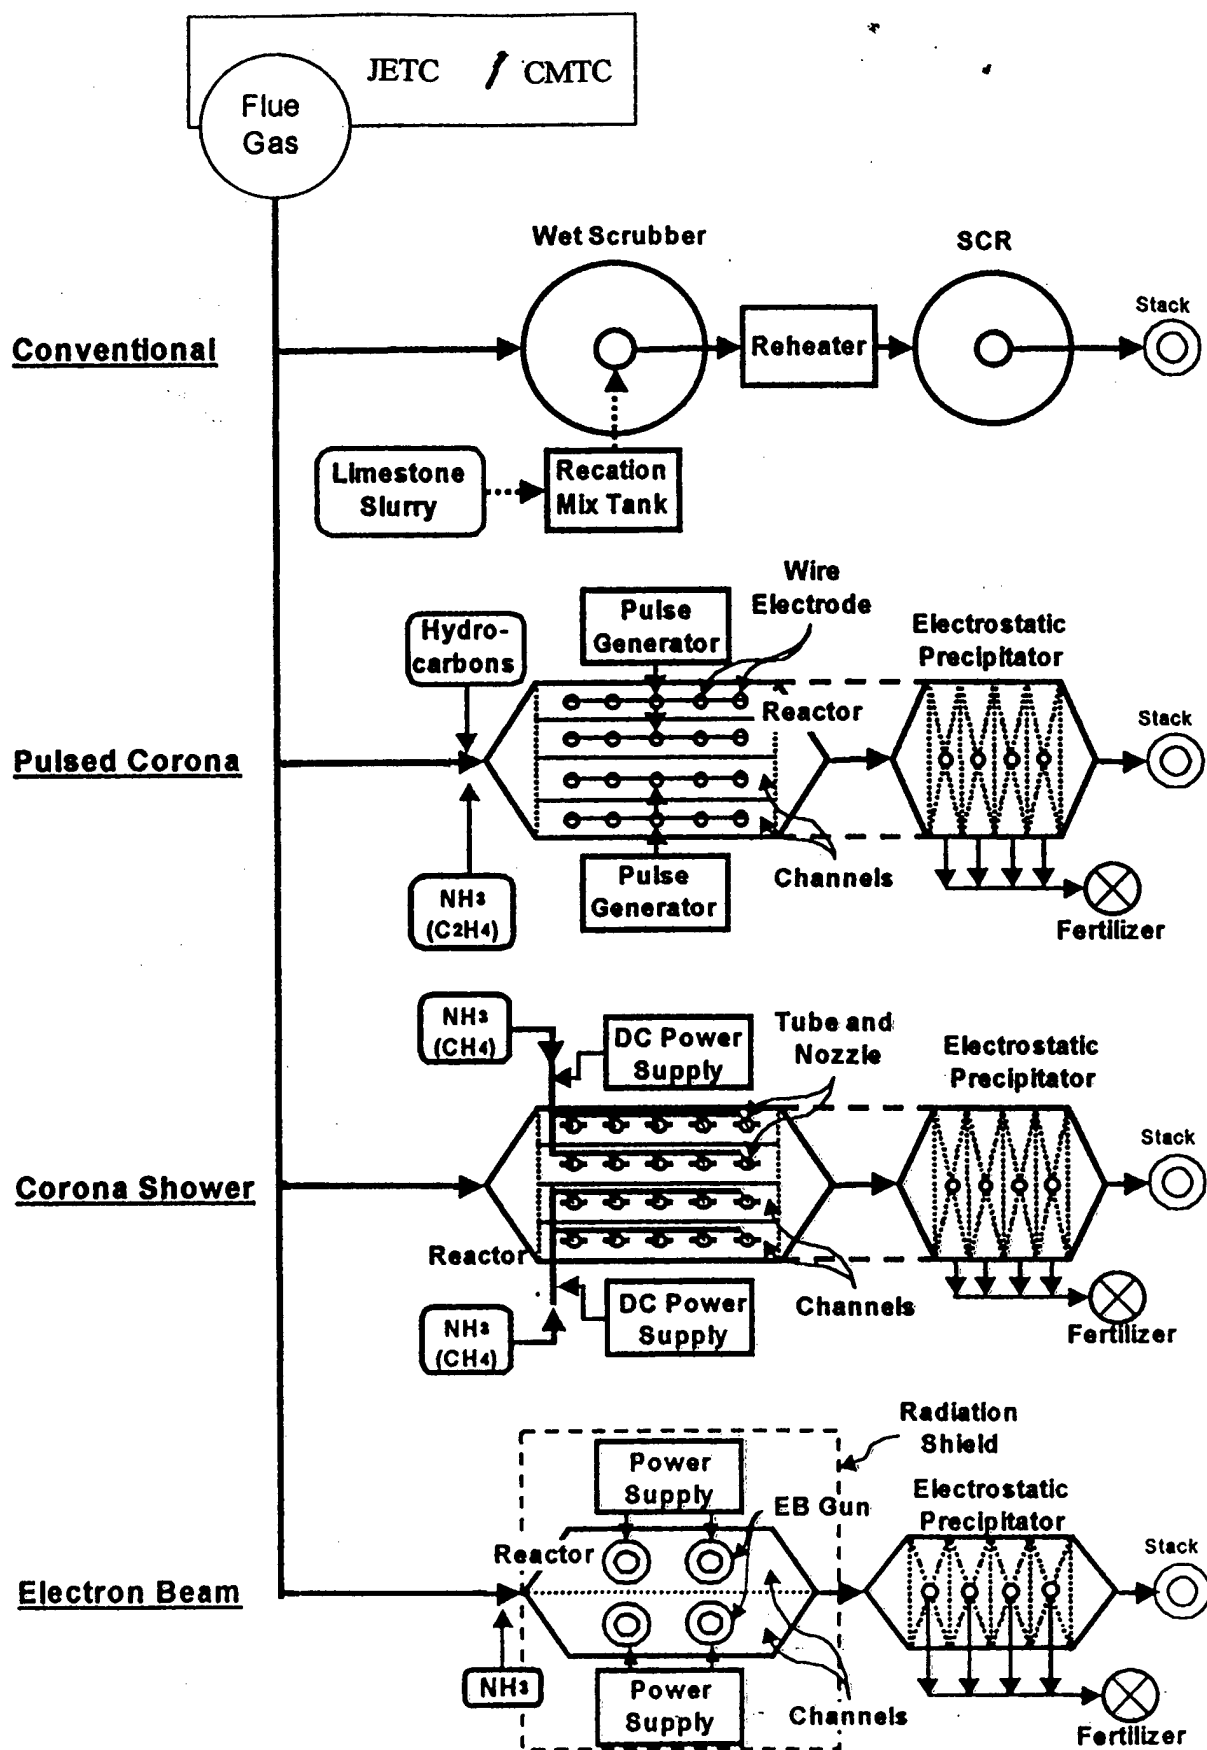 JETC / CMTC
Flue
Gas
Wet Scrubber
SCR
Stack
Conventional
Reheater
Limestone
Slurry
Recation
Mix Tank
Wire
Electrode
Pulse
Generator
Hydro-
carbons
Electrostatic
Precipitator
Reactor
Stack
Pulsed Corona
Channels
Pulse
Generator
NH3
(C2H4)
Fertilizer
NH3
(CH4)
DC Power
Supply
Tube and
Nozzle
Electrostatic
Precipitator
Stack
Corona Shower
Reactor
Channels
DC Power
Supply
NH3
(CH4)
Fertilizer
Radiation
Shield
Power
Supply
EB Gun
Electrostatic
Precipitator
Reactor
Stack
Electron Beam
NH3
Power
Supply
Channels
Fertilizer